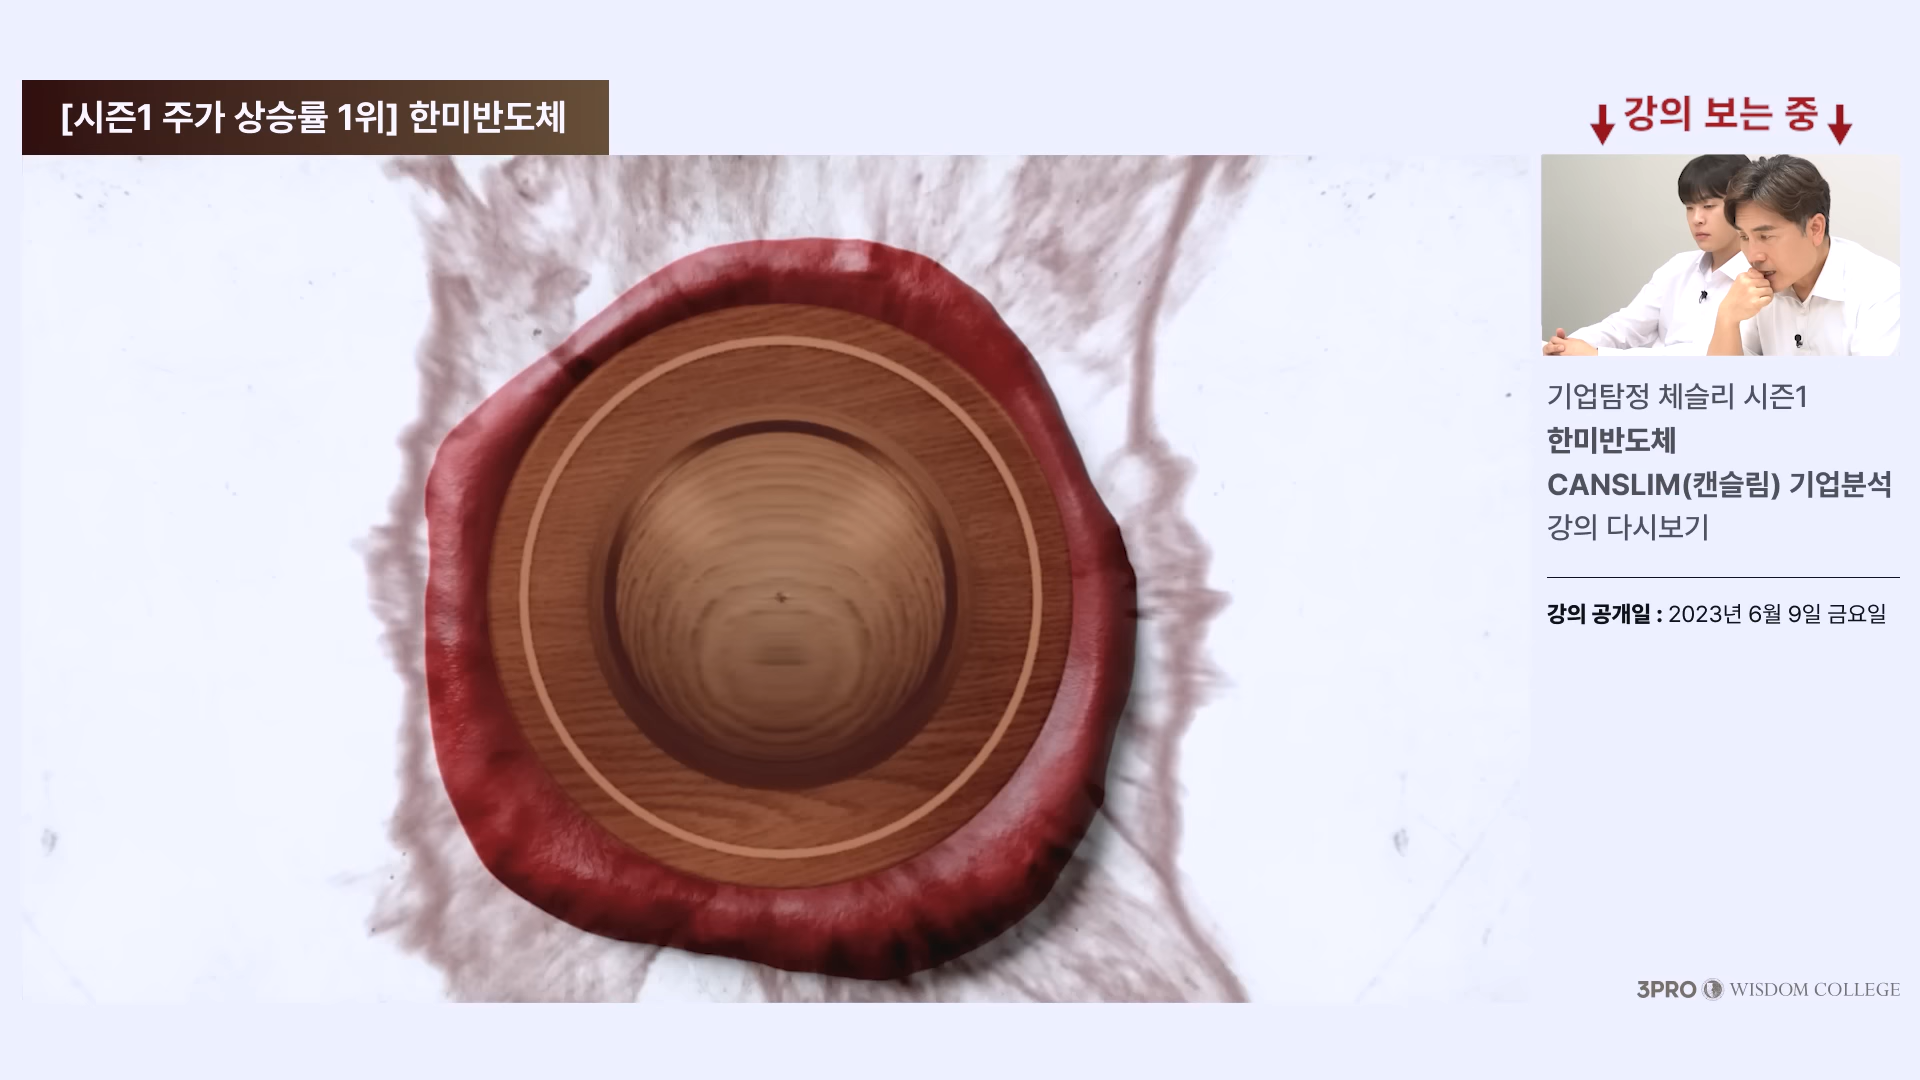 [시즌1 주가 상승률 1위] 한미반도체
강의 보는 중
기업탐정 체슬리 시즌1
한미반도체
CANSLIM(캔슬림) 기업분석
강의 다시보기
강의 공개일 : 2023년 6월 9일 금요일
3PRO WISDOM COLLEGE